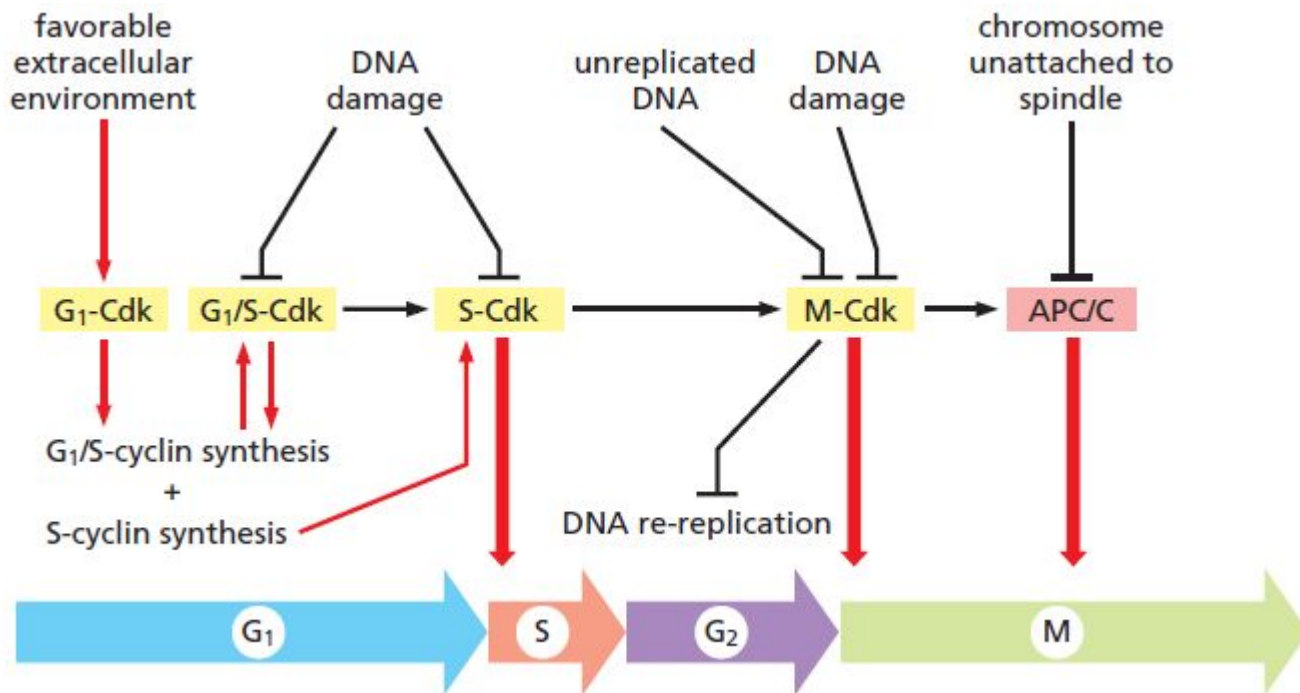 favorable
extracellular
environment
DNA
damage
unreplicated
DNA
DNA
damage
chromosome
unattached to
spindle
G₁-Cdk
G₁/S-Cdk
S-Cdk
M-Cdk
APC/C
G₁/S-cyclin synthesis
+
S-cyclin synthesis
DNA re-replication
G₁
S
G₂
M